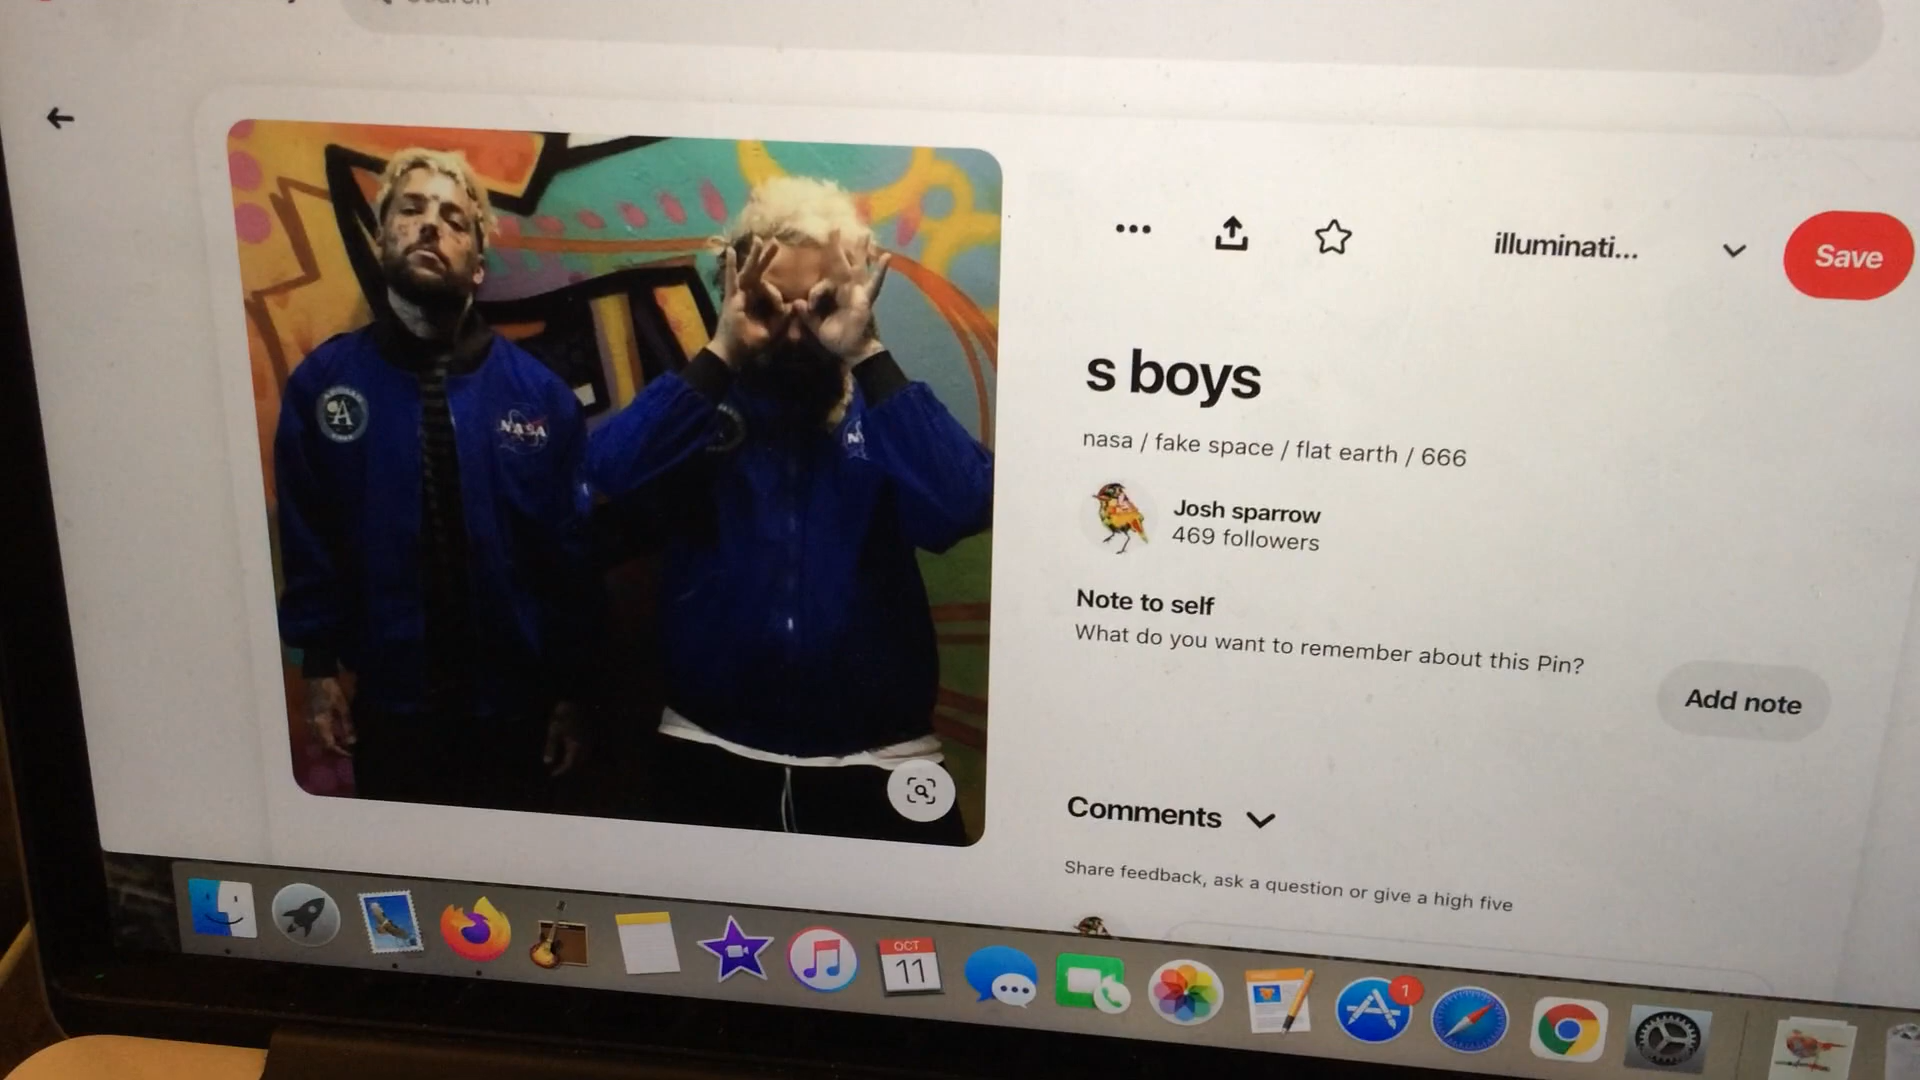 Search
illuminati...
Save
s boys
nasa / fake space / flat earth / 666
Josh sparrow
469 followers
Note to self
What do you want to remember about this Pin?
Add note
Comments
Share feedback, ask a question or give a high five
A
NASA
OCT
11
1